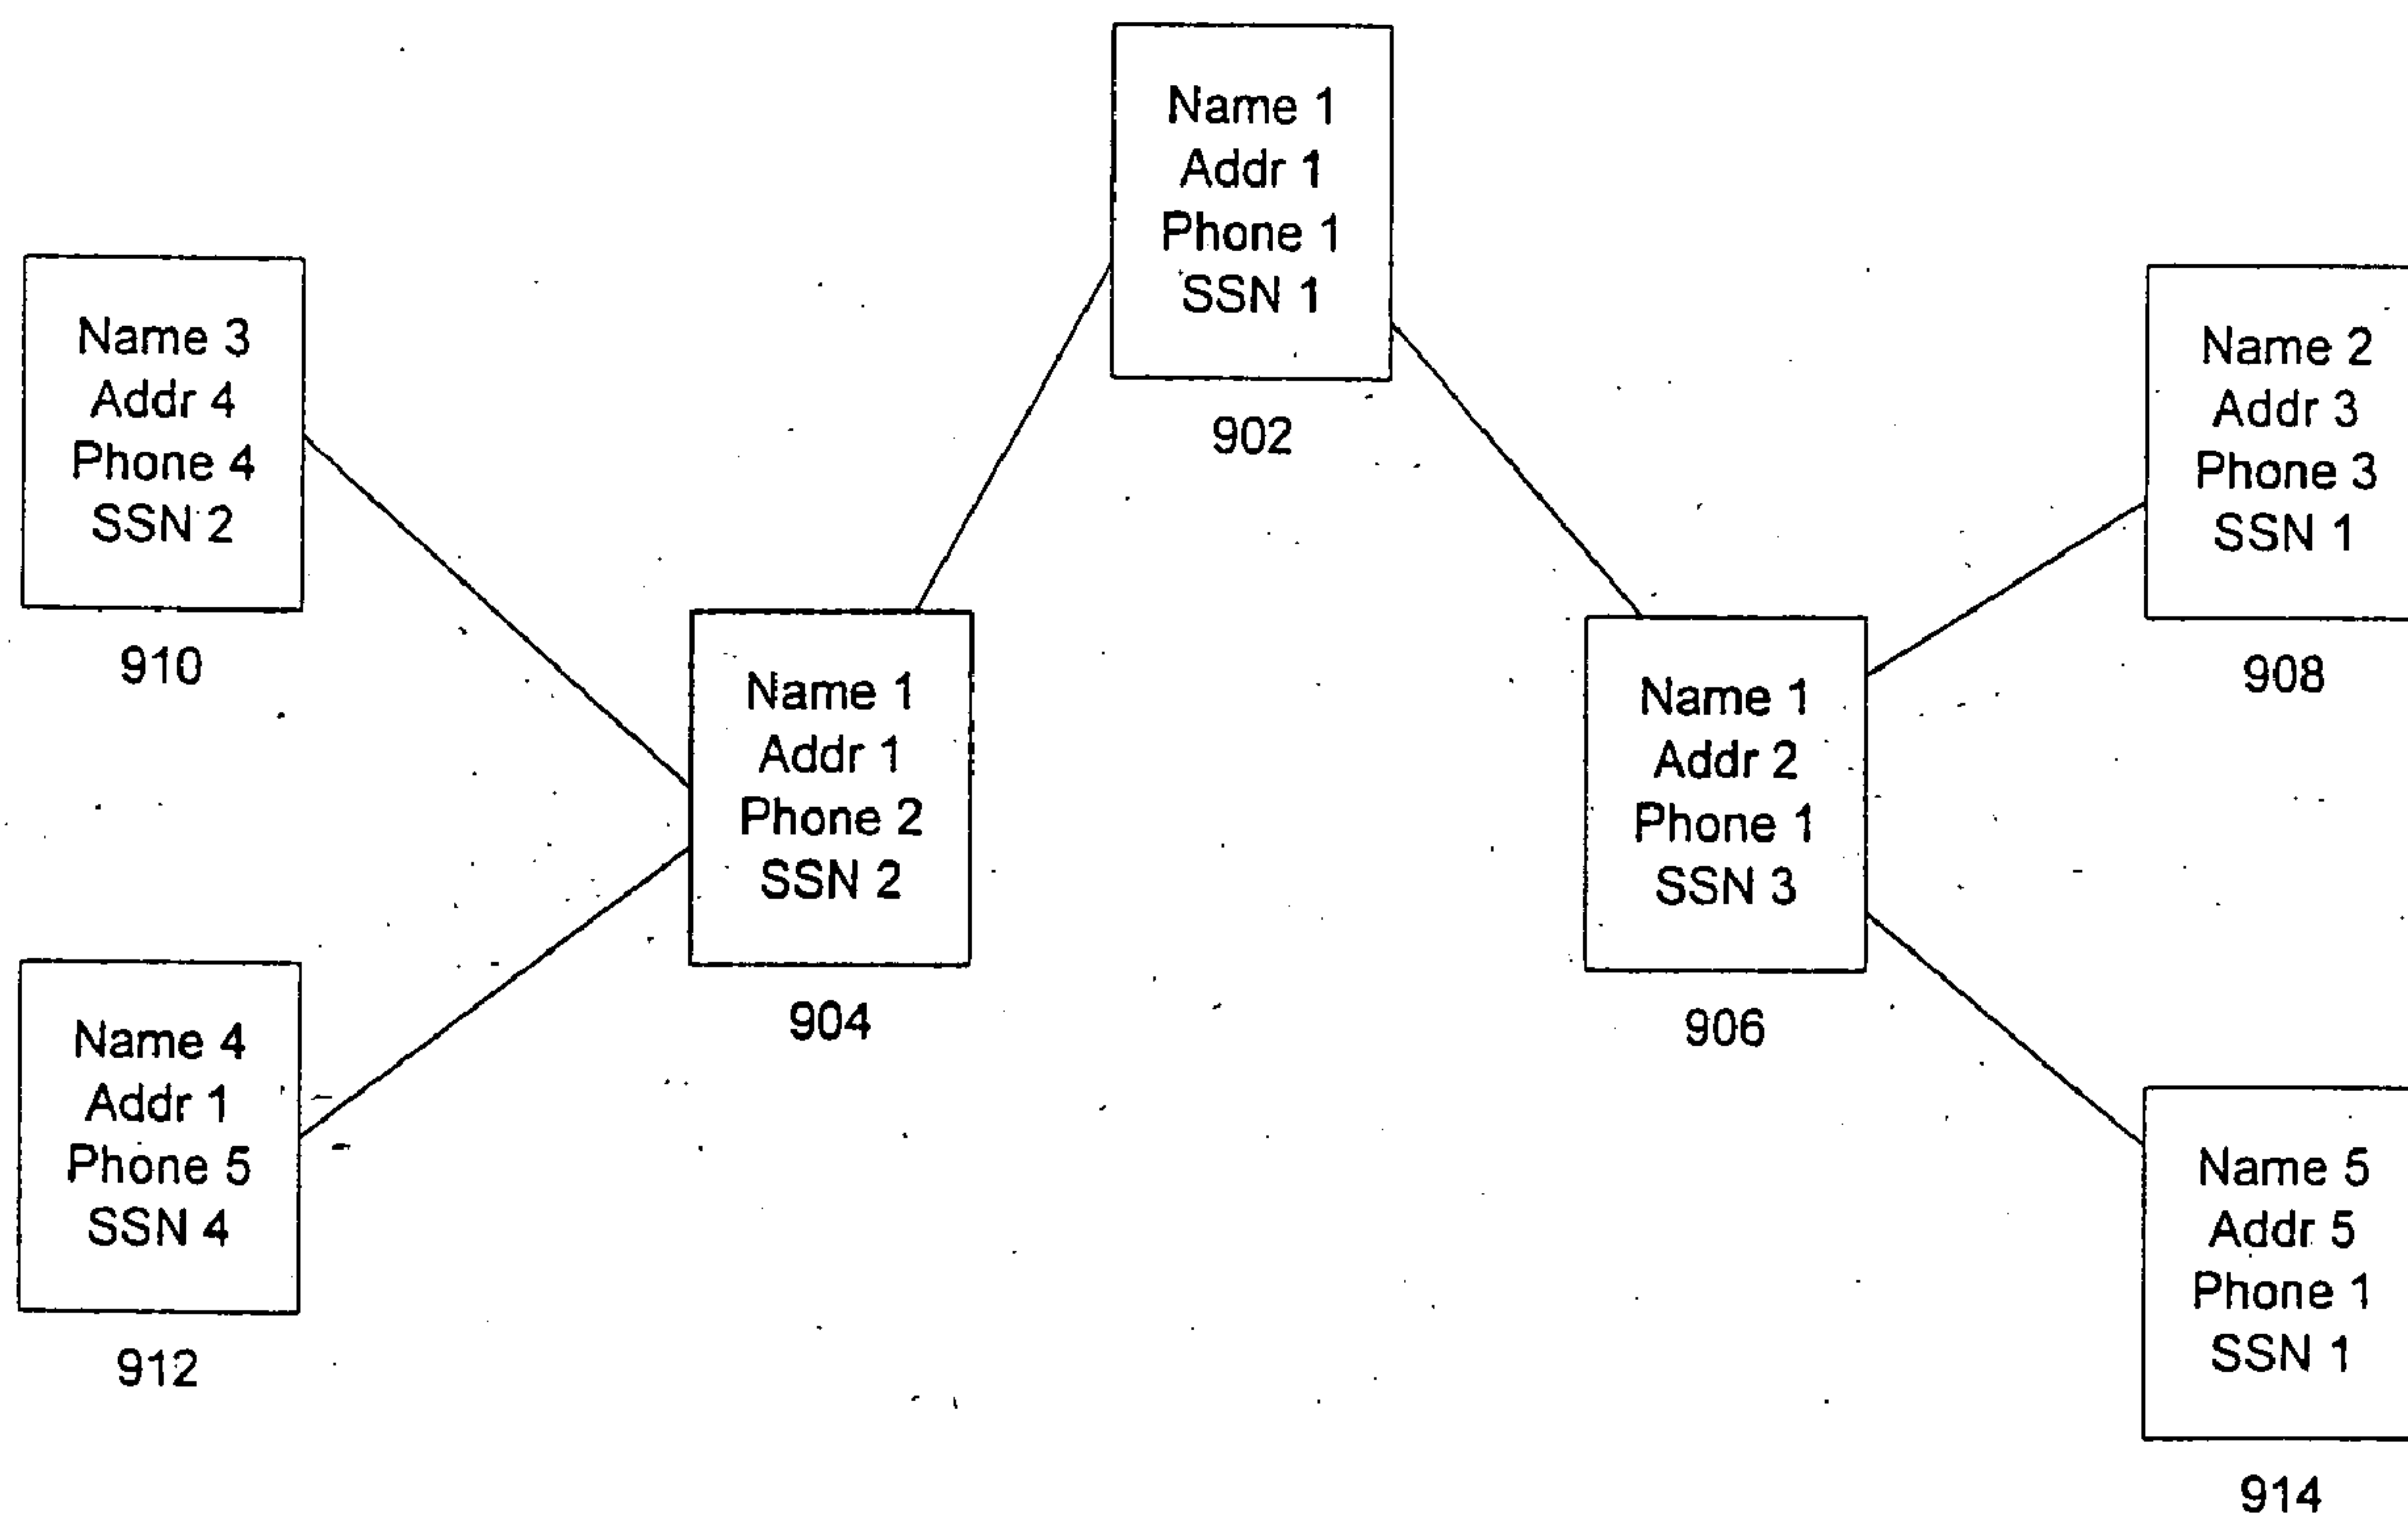 Name 1
Addr 1
Phone 1
SSN 1
902
Name 3
Addr 4
Phone 4
SSN 2
910
Name 2
Addr 3
Phone 3
SSN 1
908
Name 1
Addr 1
Phone 2
SSN 2
904
Name 1
Addr 2
Phone 1
SSN 3
906
Name 4
Addr 1
Phone 5
SSN 4
912
Name 5
Addr 5
Phone 1
SSN 1
914